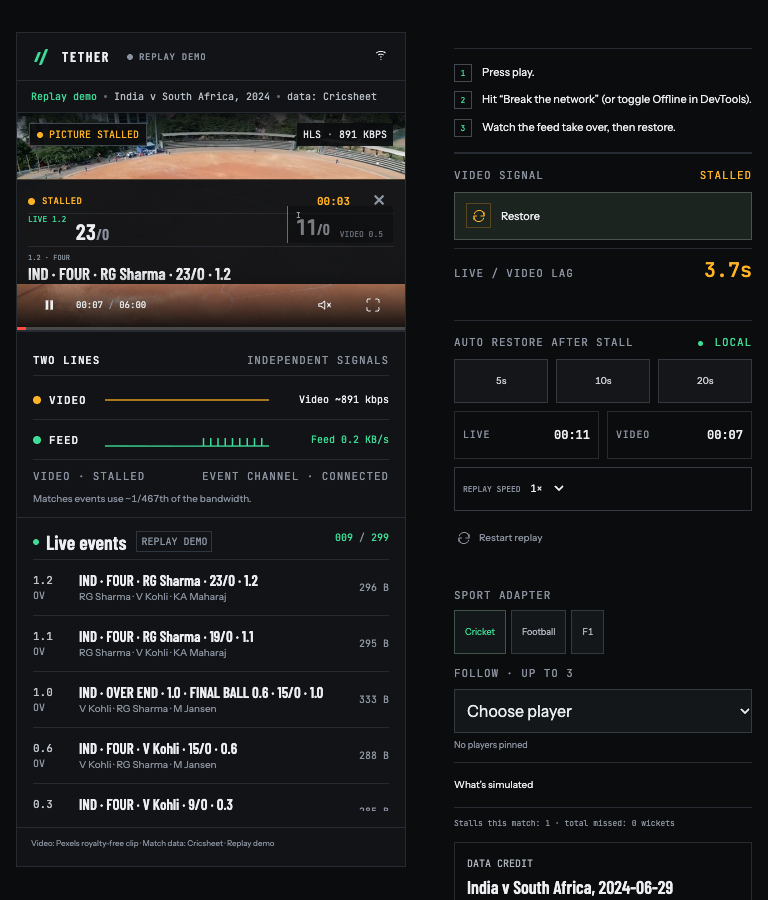 TETHER
REPLAY DEMO
Replay demo • India v South Africa, 2024 • data: Cricsheet
PICTURE STALLED
HLS · 891 KBPS
STALLED
00:03
LIVE 1.2
23/0
11/0
VIDEO 0.5
1.2 · FOUR
IND · FOUR · RG Sharma · 23/0 · 1.2
00:07 / 06:00
TWO LINES
INDEPENDENT SIGNALS
VIDEO
Video ~891 kbps
FEED
Feed 0.2 KB/s
VIDEO · STALLED
EVENT CHANNEL · CONNECTED
Matches events use ~1/467th of the bandwidth.
Live events
REPLAY DEMO
009 / 299
1.2
OV
IND · FOUR · RG Sharma · 23/0 · 1.2
RG Sharma · V Kohli · KA Maharaj
296 B
1.1
OV
IND · FOUR · RG Sharma · 19/0 · 1.1
RG Sharma · V Kohli · KA Maharaj
295 B
1.0
OV
IND · OVER END · 1.0 · FINAL BALL 0.6 · 15/0 · 1.0
V Kohli · RG Sharma · M Jansen
333 B
0.6
OV
IND · FOUR · V Kohli · 15/0 · 0.6
V Kohli · RG Sharma · M Jansen
288 B
0.3
IND · FOUR · V Kohli · 9/0 · 0.3
Video: Pexels royalty-free clip · Match data: Cricsheet · Replay demo
1 Press play.
2 Hit “Break the network” (or toggle Offline in DevTools).
3 Watch the feed take over, then restore.
VIDEO SIGNAL
STALLED
Restore
LIVE / VIDEO LAG
3.7s
AUTO RESTORE AFTER STALL
LOCAL
5s
10s
20s
LIVE
00:11
VIDEO
00:07
REPLAY SPEED 1×
Restart replay
SPORT ADAPTER
Cricket
Football
F1
FOLLOW · UP TO 3
Choose player
No players pinned
What's simulated
Stalls this match: 1 · total missed: 0 wickets
DATA CREDIT
India v South Africa, 2024-06-29